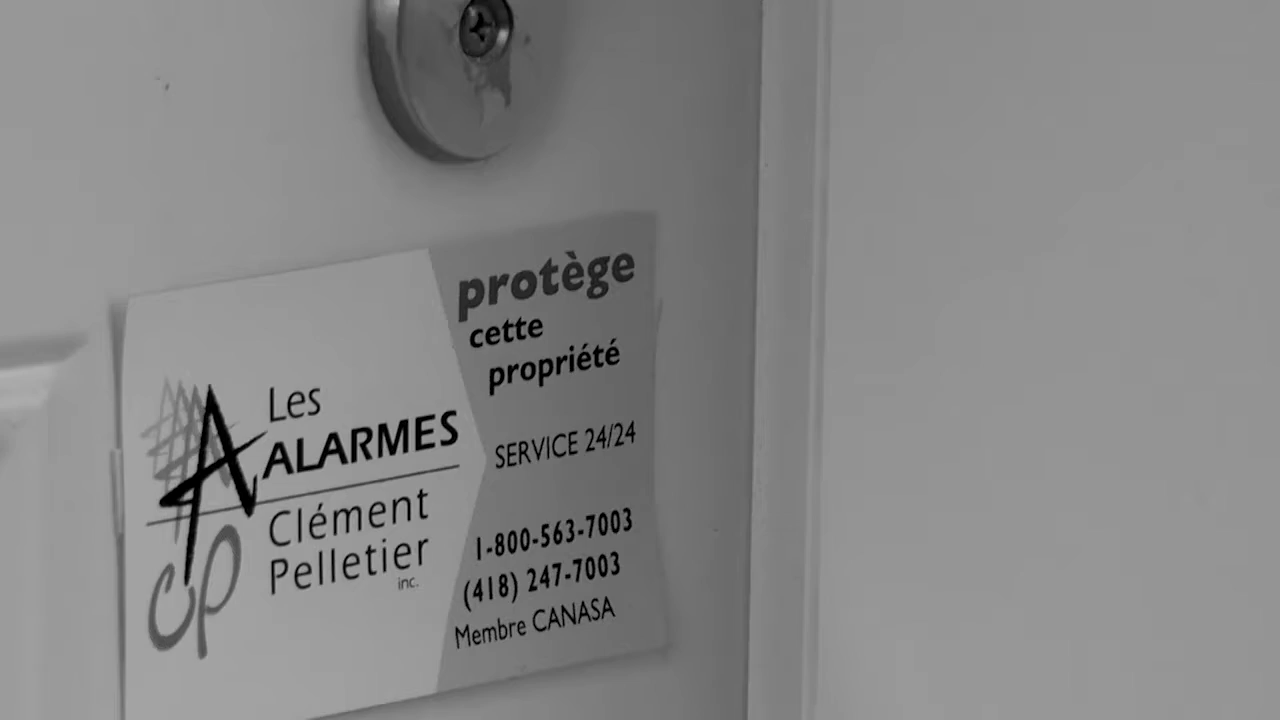 Les
ALARMES
Clément
Pelletier
inc.
CP
protège
cette
propriété
SERVICE 24/24
1-800-563-7003
(418) 247-7003
Membre CANASA